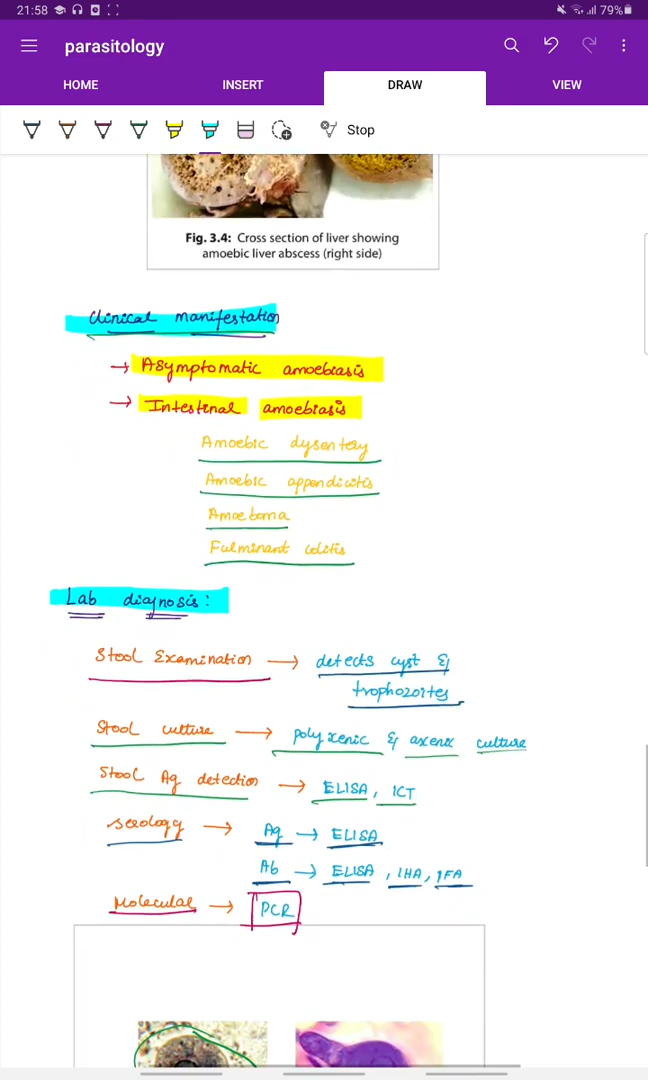 21:58 79%
parasitology
HOME INSERT DRAW VIEW
Stop
Fig. 3.4: Cross section of liver showing
amoebic liver abscess (right side)
Clinical manifestation
→ Asymptomatic amoebiasis
→ Intestinal amoebiasis
Amoebic dysentery
Amoebic appendicitis
Amoeboma
Fulminant colitis
Lab diagnosis:
Stool Examination → detects cyst &
trophozoites
Stool culture → polyxenic & axenic culture
Stool Ag detection → ELISA, ICT
Serology → Ag → ELISA
Ab → ELISA, IHA, IFA
Molecular → PCR